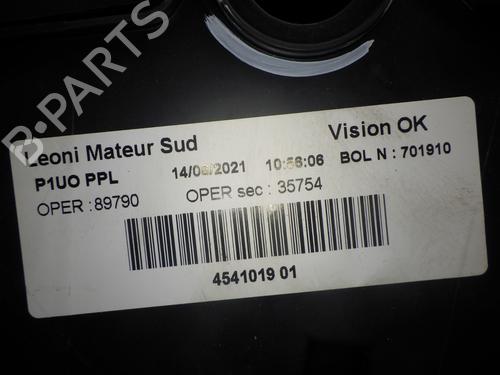 Leoni Mateur Sud Vision OK
P1UO PPL 14/06/2021 10:56:06 BOL N : 701910
OPER : 89790 OPER sec : 35754
4541019 01
B-PARTS